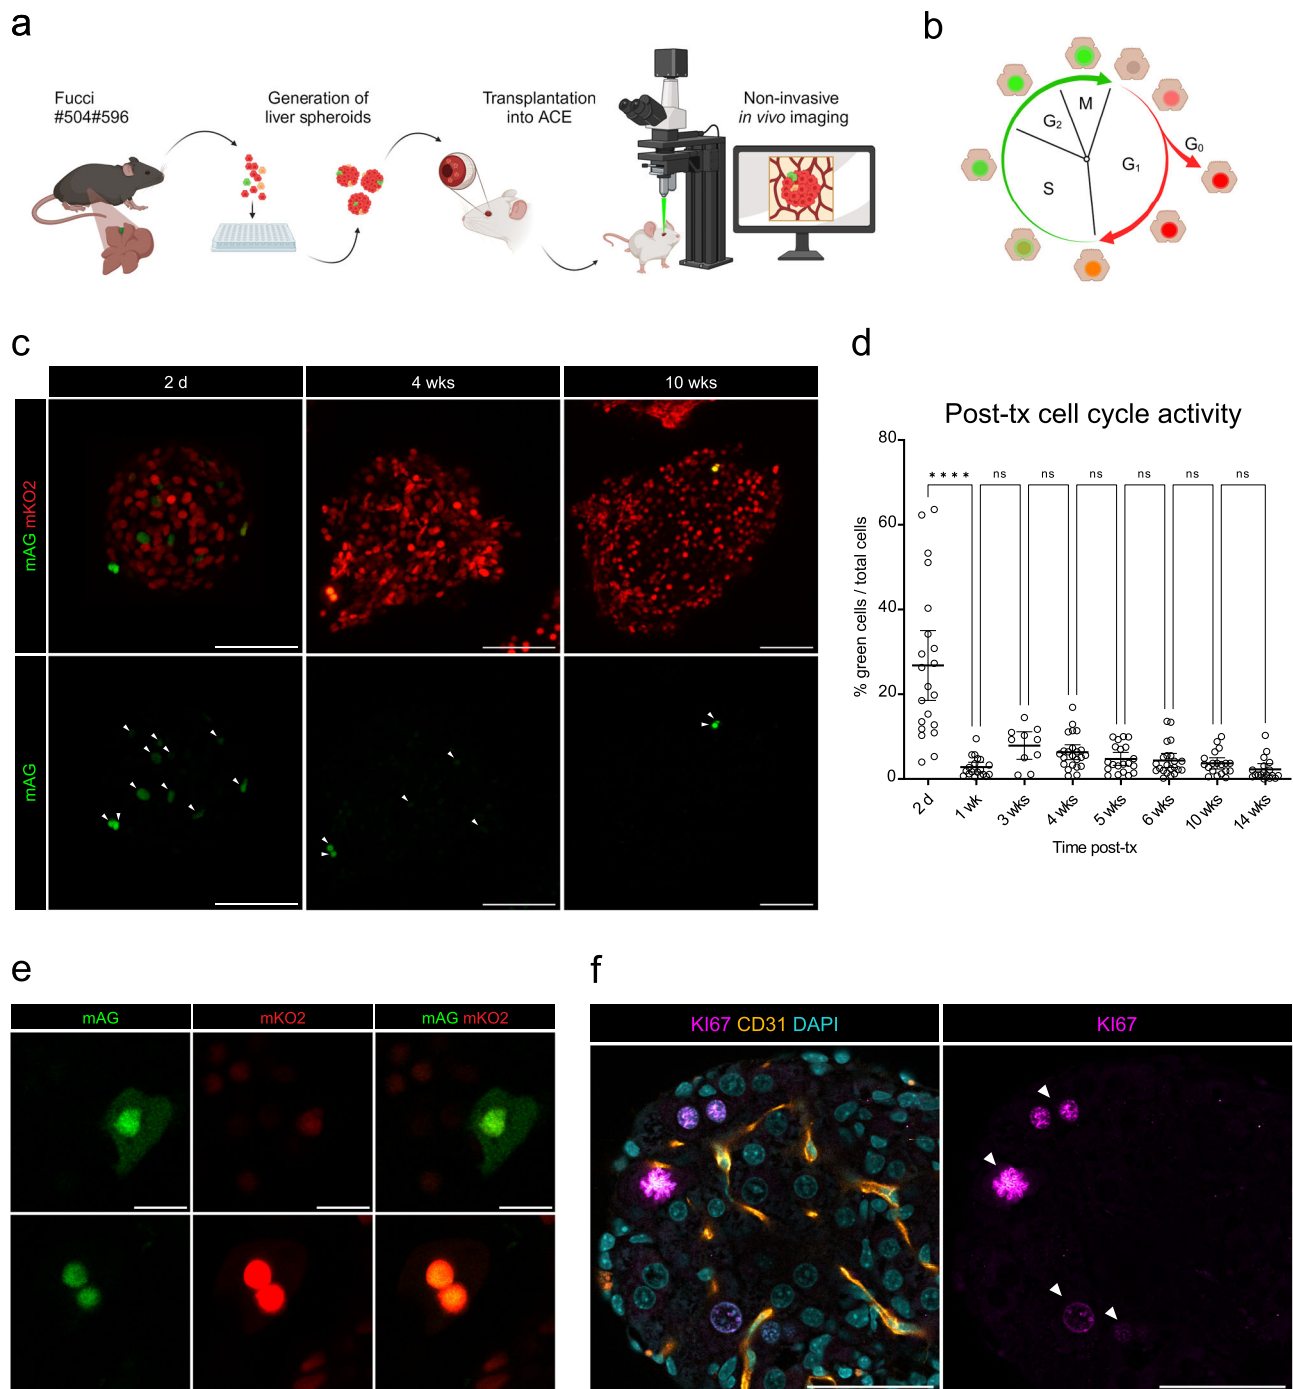 a
Fucci
#504#596
Generation of
liver spheroids
Transplantation
into ACE
Non-invasive
in vivo imaging
b
M
G2
G1
G0
S
c
2 d
4 wks
10 wks
mAG mKO2
mAG
d
Post-tx cell cycle activity
% green cells / total cells
80
60
40
20
0
****
ns
ns
ns
ns
ns
ns
2 d
1 wk
3 wks
4 wks
5 wks
6 wks
10 wks
14 wks
Time post-tx
e
mAG
mKO2
mAG mKO2
f
KI67 CD31 DAPI
KI67